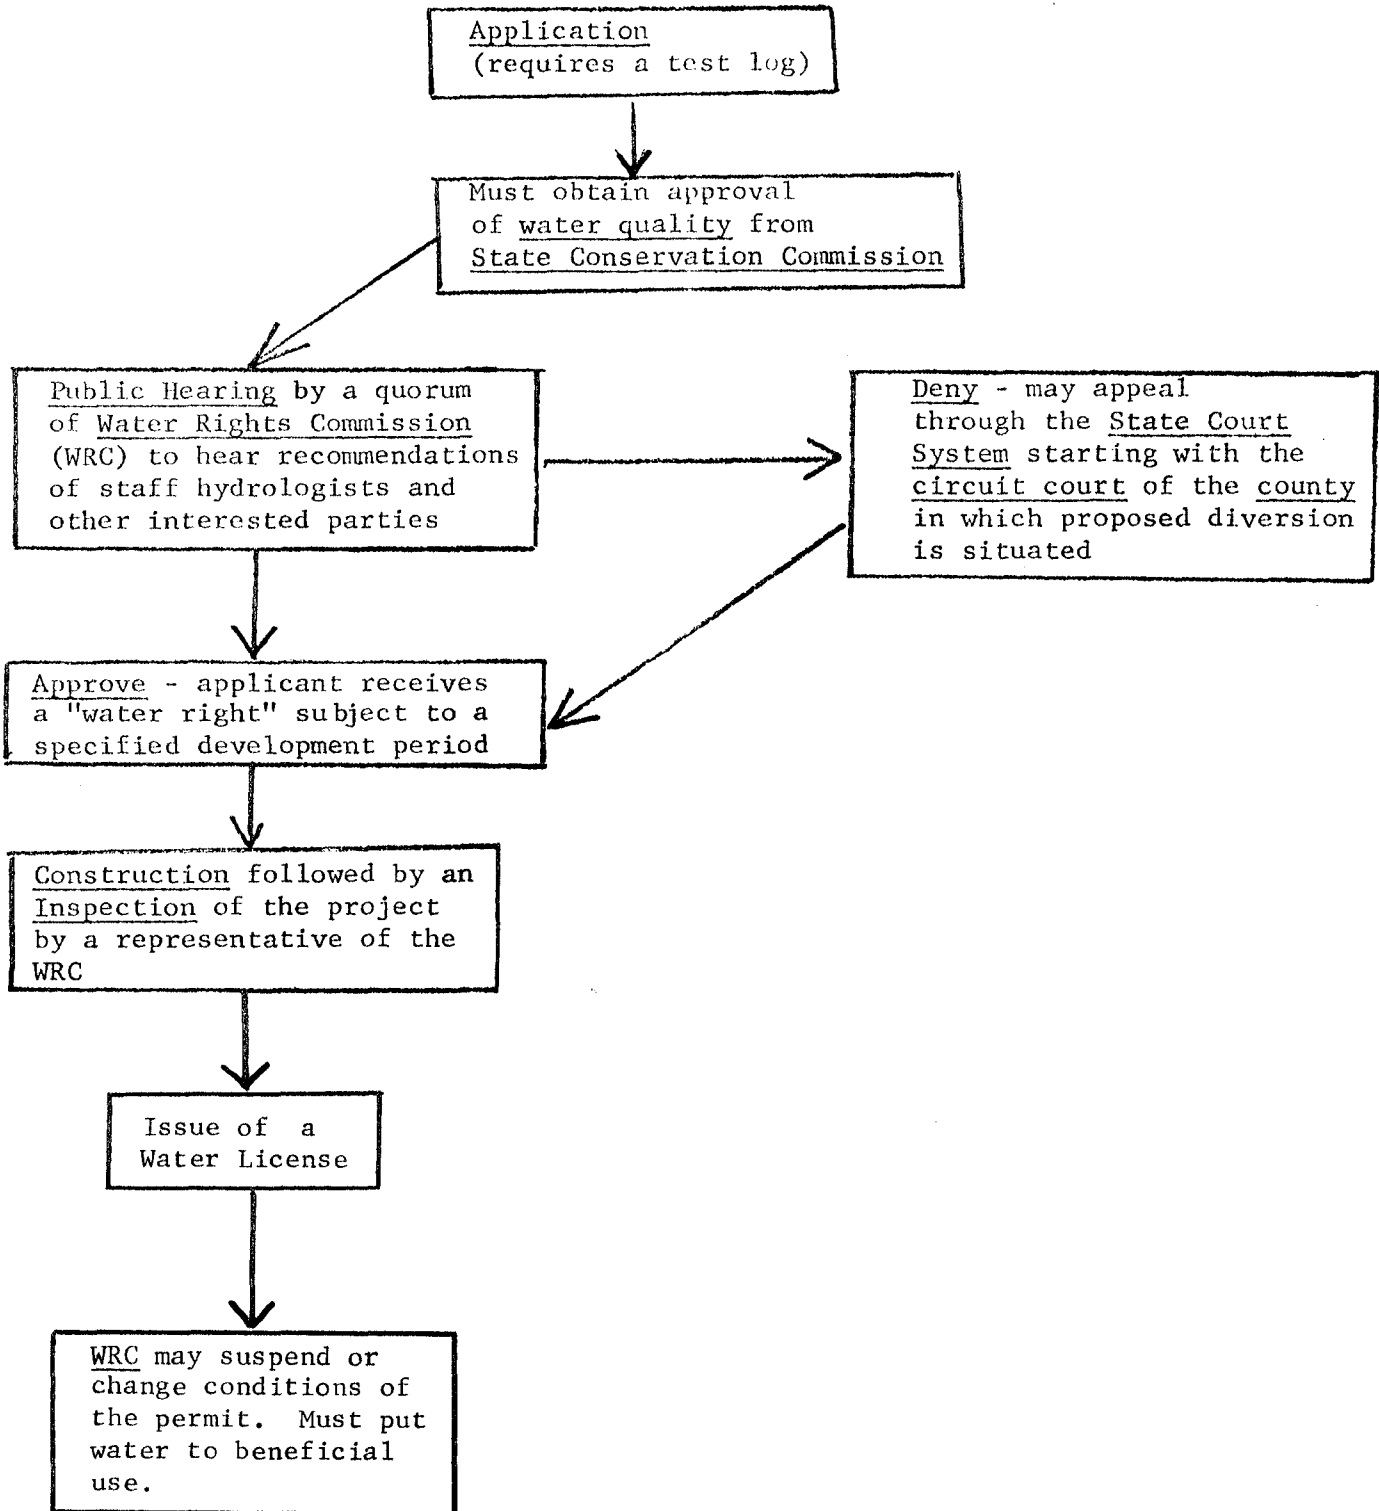 Application
(requires a test log)
Must obtain approval
of water quality from
State Conservation Commission
Public Hearing by a quorum
of Water Rights Commission
(WRC) to hear recommendations
of staff hydrologists and
other interested parties
Deny - may appeal
through the State Court
System starting with the
circuit court of the county
in which proposed diversion
is situated
Approve - applicant receives
a "water right" subject to a
specified development period
Construction followed by an
Inspection of the project
by a representative of the
WRC
Issue of a
Water License
WRC may suspend or
change conditions of
the permit. Must put
water to beneficial
use.